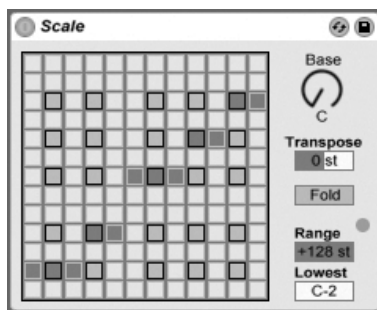 Scale
Base
C
Transpose
0 st
Fold
Range
+128 st
Lowest
C-2